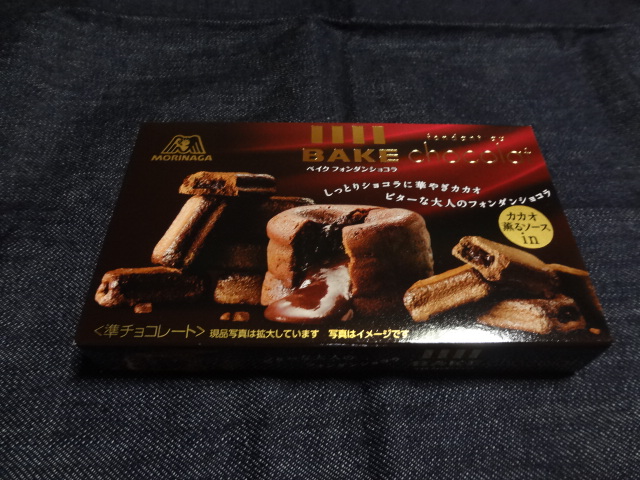 MORINAGA
BAKE
fondant au
chocolat
ベイク フォンダンショコラ
しっとりショコラに華やぎカカオ
ビターな大人のフォンダンショコラ
カカオ
薫るソース
in
<準チョコレート> 現品写真は拡大しています 写真はイメージです
BAKE